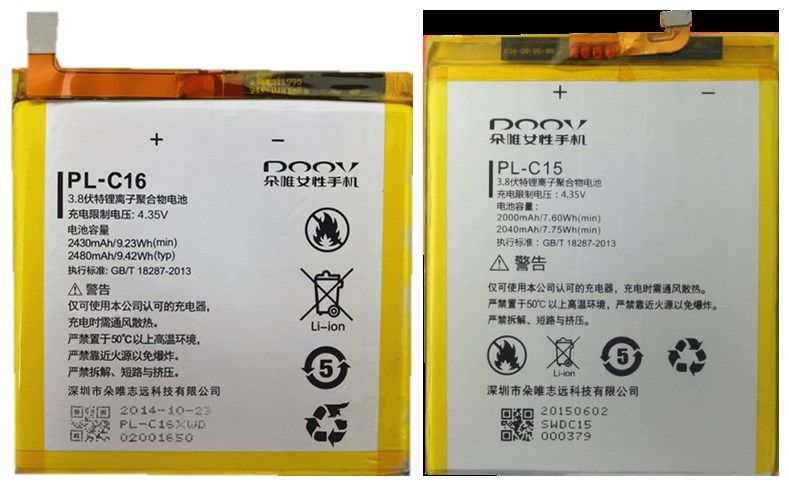 + −
DOOV
朵唯女性手机
PL-C16
3.8伏特锂离子聚合物电池
充电限制电压: 4.35V
电池容量:
2430mAh/9.23Wh(min)
2480mAh/9.42Wh(typ)
执行标准: GB/T 18287-2013
警告
仅可使用本公司认可的充电器,
充电时需通风散热。
严禁置于50℃以上高温环境,
严禁靠近火源以免爆炸。
严禁拆解、短路与挤压。
深圳市朵唯志远科技有限公司
Li-ion
5
2014-10-23
PL-C16XWD
02001650
+ −
DOOV
朵唯女性手机
PL-C15
3.8伏特锂离子聚合物电池
充电限制电压: 4.35V
电池容量:
2000mAh/7.60Wh(min)
2040mAh/7.75Wh(min)
执行标准: GB/T 18287-2013
警告
仅可使用本公司认可的充电器,充电时需通风散热。
严禁置于50℃以上高温环境,严禁靠近火源以免爆炸。
严禁拆解、短路与挤压。
Li-ion
5
深圳市朵唯志远科技有限公司
20150602
SWDC15
000379